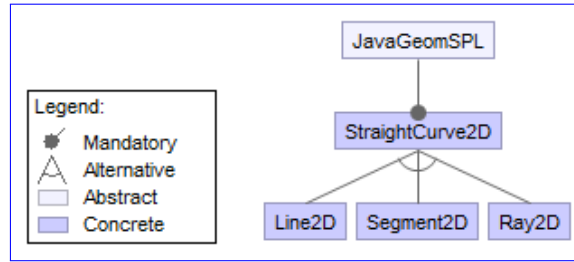 JavaGeomSPL
Legend:
Mandatory
Alternative
Abstract
Concrete
StraightCurve2D
Line2D
Segment2D
Ray2D